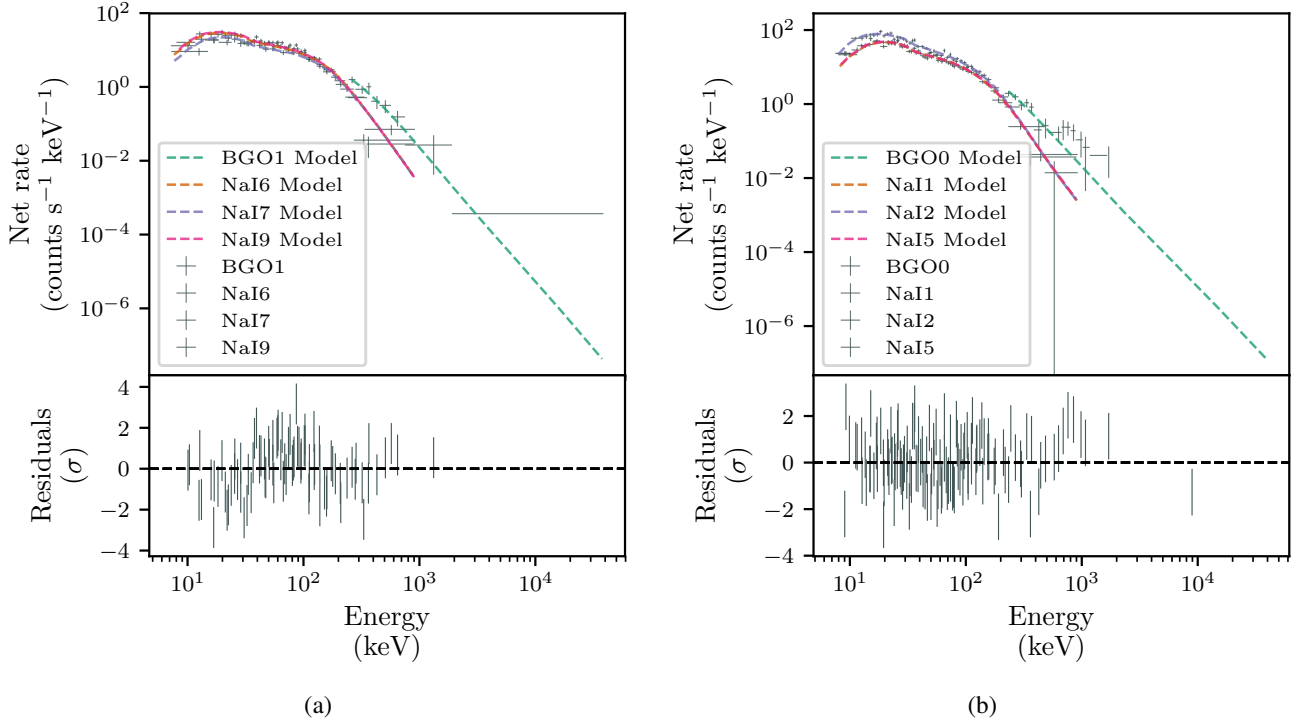 10^2
10^0
10^−2
10^−4
10^−6
Net rate
(counts s^−1 keV^−1)
BGO1 Model
NaI6 Model
NaI7 Model
NaI9 Model
BGO1
NaI6
NaI7
NaI9
4
2
0
−2
−4
Residuals
(σ)
10^1 10^2 10^3 10^4
Energy
(keV)
(a)
10^2
10^0
10^−2
10^−4
10^−6
Net rate
(counts s^−1 keV^−1)
BGO0 Model
NaI1 Model
NaI2 Model
NaI5 Model
BGO0
NaI1
NaI2
NaI5
2
0
−2
−4
Residuals
(σ)
10^1 10^2 10^3 10^4
Energy
(keV)
(b)